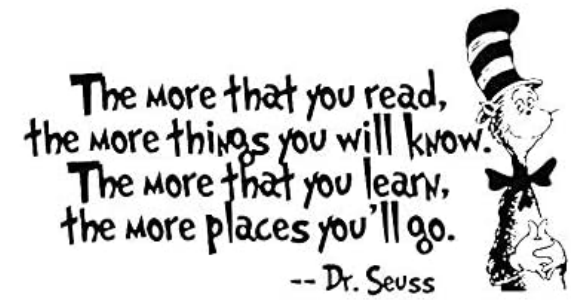 The more that you read,
the more things you will know.
The more that you learn,
the more places you'll go.
-- Dr. Seuss